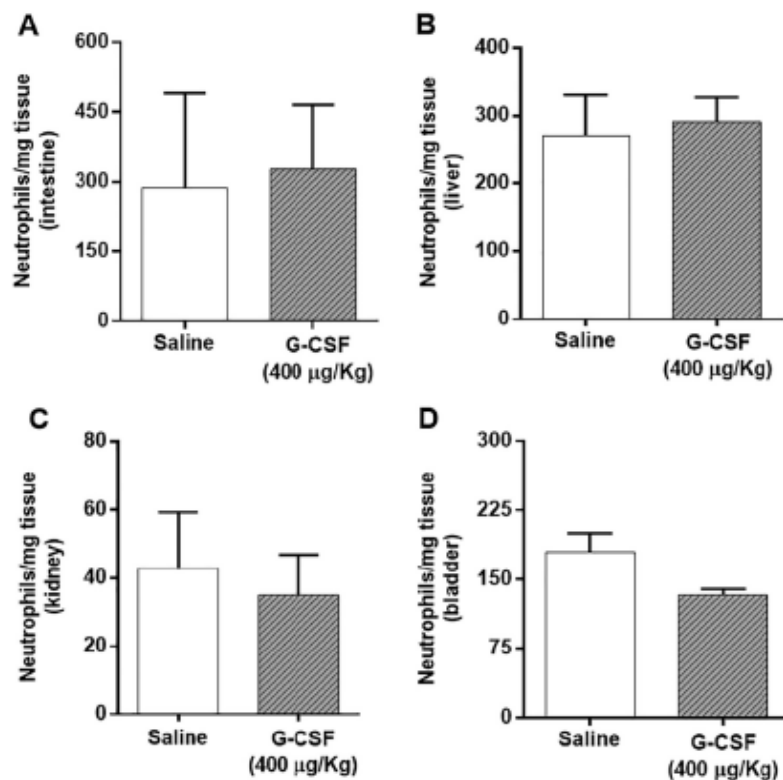 A
Neutrophils/mg tissue
(intestine)
600
450
300
150
0
Saline
G-CSF
(400 µg/Kg)
B
Neutrophils/mg tissue
(liver)
400
300
200
100
0
Saline
G-CSF
(400 µg/Kg)
C
Neutrophils/mg tissue
(kidney)
80
60
40
20
0
Saline
G-CSF
(400 µg/Kg)
D
Neutrophils/mg tissue
(bladder)
300
225
150
75
0
Saline
G-CSF
(400 µg/Kg)